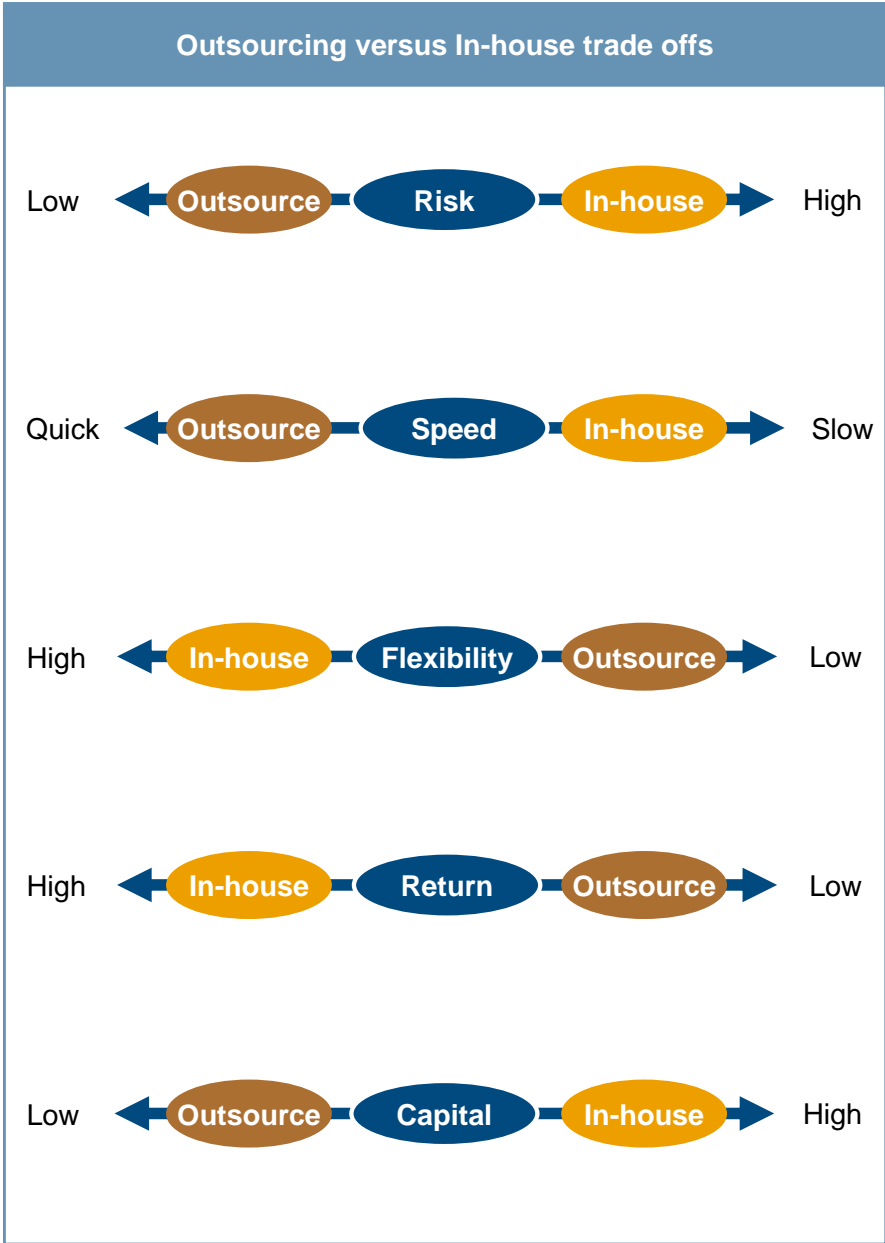 Outsourcing versus In-house trade offs
Low Outsource Risk In-house High
Quick Outsource Speed In-house Slow
High In-house Flexibility Outsource Low
High In-house Return Outsource Low
Low Outsource Capital In-house High